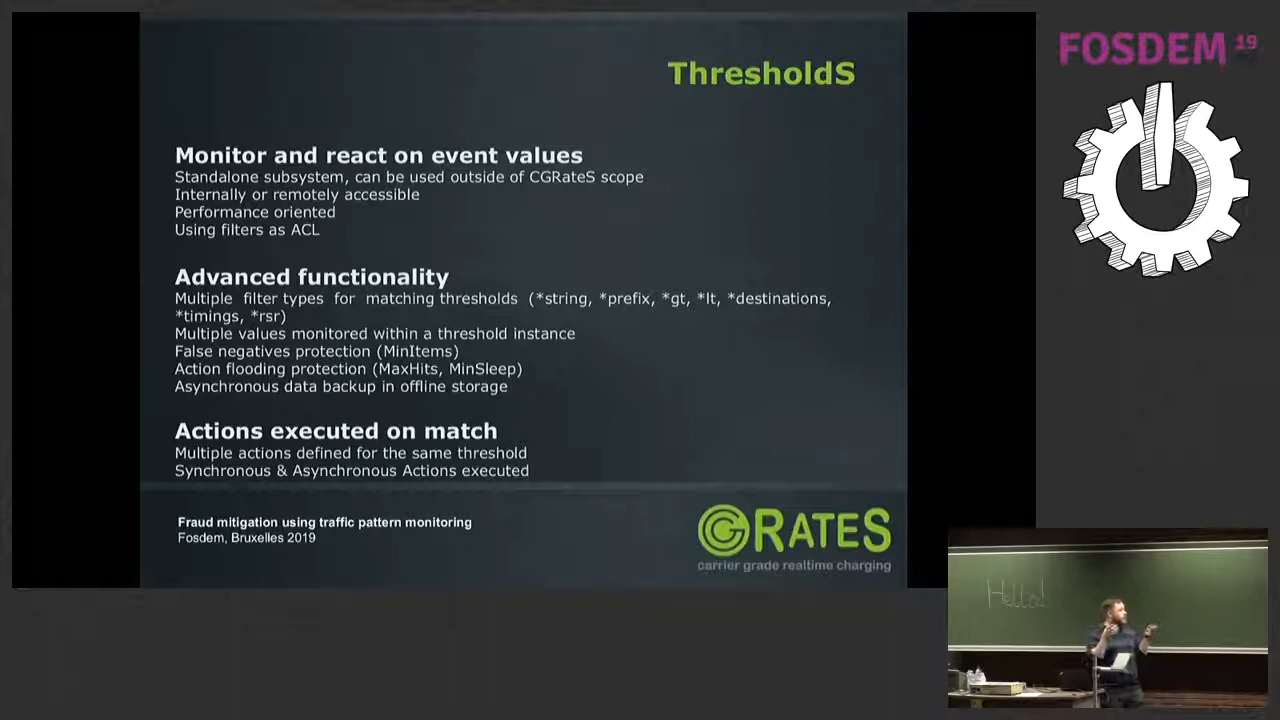 FOSDEM 19
ThresholdS
Monitor and react on event values
Standalone subsystem, can be used outside of CGRateS scope
Internally or remotely accessible
Performance oriented
Using filters as ACL
Advanced functionality
Multiple filter types for matching thresholds (*string, *prefix, *gt, *lt, *destinations,
*timings, *rsr)
Multiple values monitored within a threshold instance
False negatives protection (MinItems)
Action flooding protection (MaxHits, MinSleep)
Asynchronous data backup in offline storage
Actions executed on match
Multiple actions defined for the same threshold
Synchronous & Asynchronous Actions executed
Fraud mitigation using traffic pattern monitoring
Fosdem, Bruxelles 2019
CGRATES
carrier grade realtime charging
Hello!